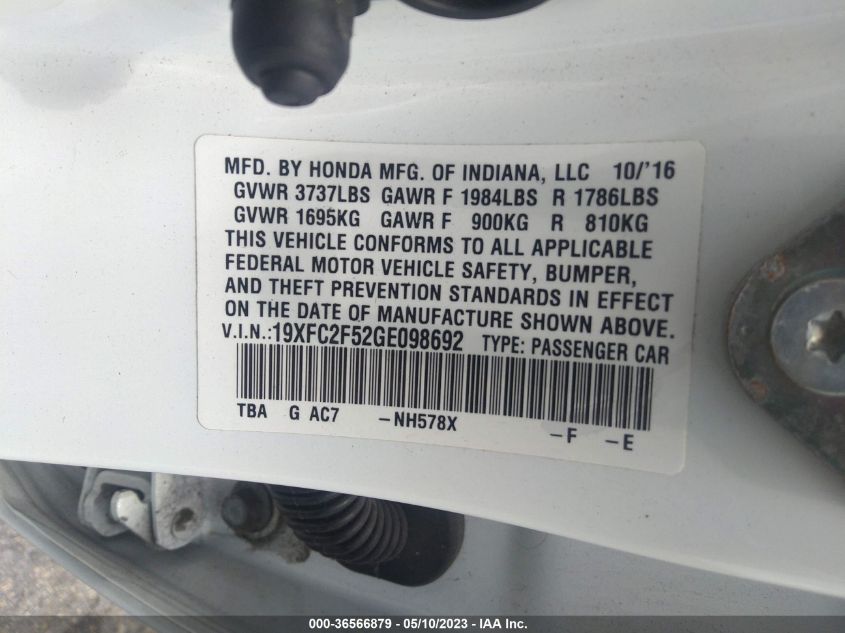 MFD. BY HONDA MFG. OF INDIANA, LLC 10/'16
GVWR 3737LBS GAWR F 1984LBS R 1786LBS
GVWR 1695KG GAWR F 900KG R 810KG
THIS VEHICLE CONFORMS TO ALL APPLICABLE
FEDERAL MOTOR VEHICLE SAFETY, BUMPER,
AND THEFT PREVENTION STANDARDS IN EFFECT
ON THE DATE OF MANUFACTURE SHOWN ABOVE.
V.I.N.:19XFC2F52GE098692 TYPE: PASSENGER CAR
TBA G AC7 -NH578X -F -E
000-36566879 - 05/10/2023 - IAA Inc.